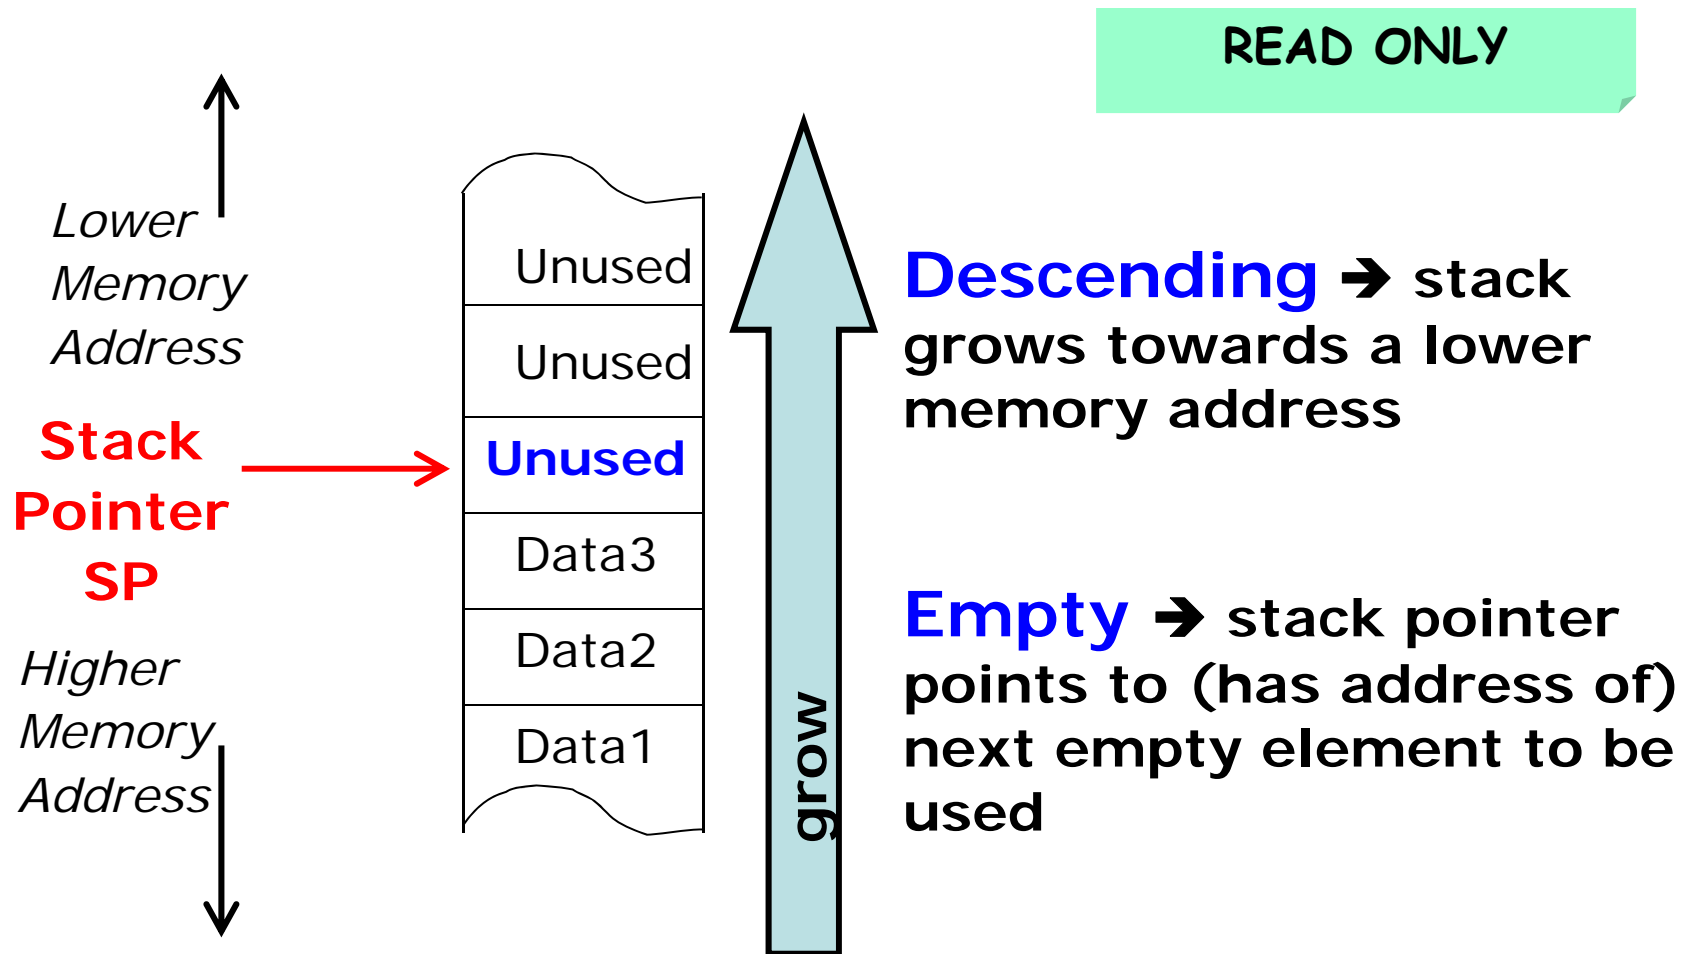 READ ONLY
Lower
Memory
Address
Stack
Pointer
SP
Higher
Memory
Address
Unused
Unused
Unused
Data3
Data2
Data1
grow
Descending ➔ stack
grows towards a lower
memory address
Empty ➔ stack pointer
points to (has address of)
next empty element to be
used